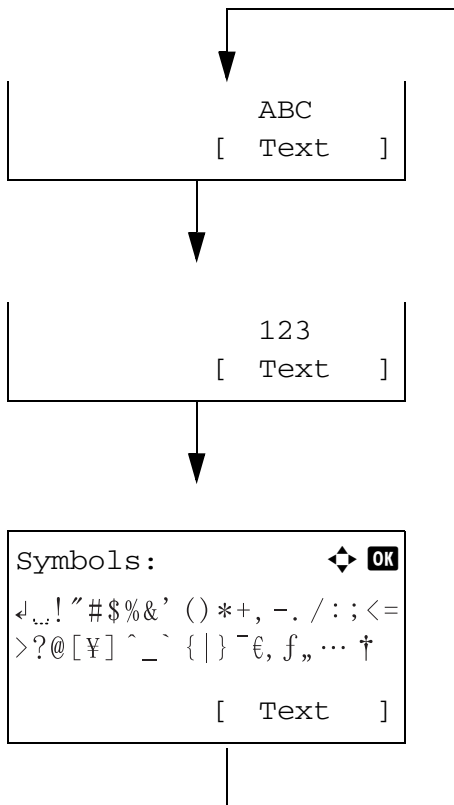 ABC
[ Text ]
123
[ Text ]
Symbols: OK
↲⎵!"#$%&'()*+,-./:;<=
>?@[¥]^_`{|}¯€‚ƒ„…†
[ Text ]